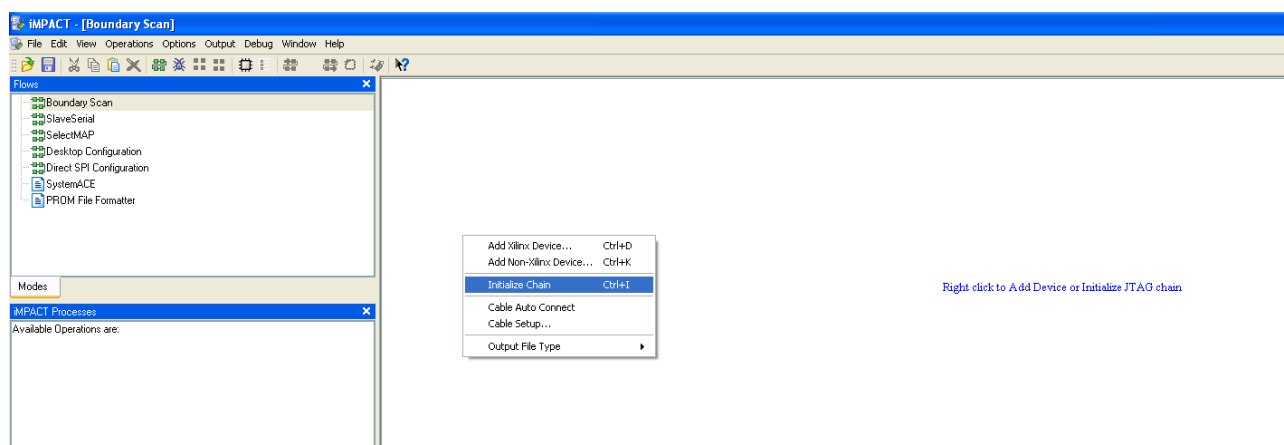 iMPACT - [Boundary Scan]
File Edit View Operations Options Output Debug Window Help
Flows
Boundary Scan
SlaveSerial
SelectMAP
Desktop Configuration
Direct SPI Configuration
SystemACE
PROM File Formatter
Modes
iMPACT Processes
Available Operations are:
Add Xilinx Device... Ctrl+D
Add Non-Xilinx Device... Ctrl+K
Initialize Chain Ctrl+I
Cable Auto Connect
Cable Setup...
Output File Type
Right click to Add Device or Initialize JTAG chain